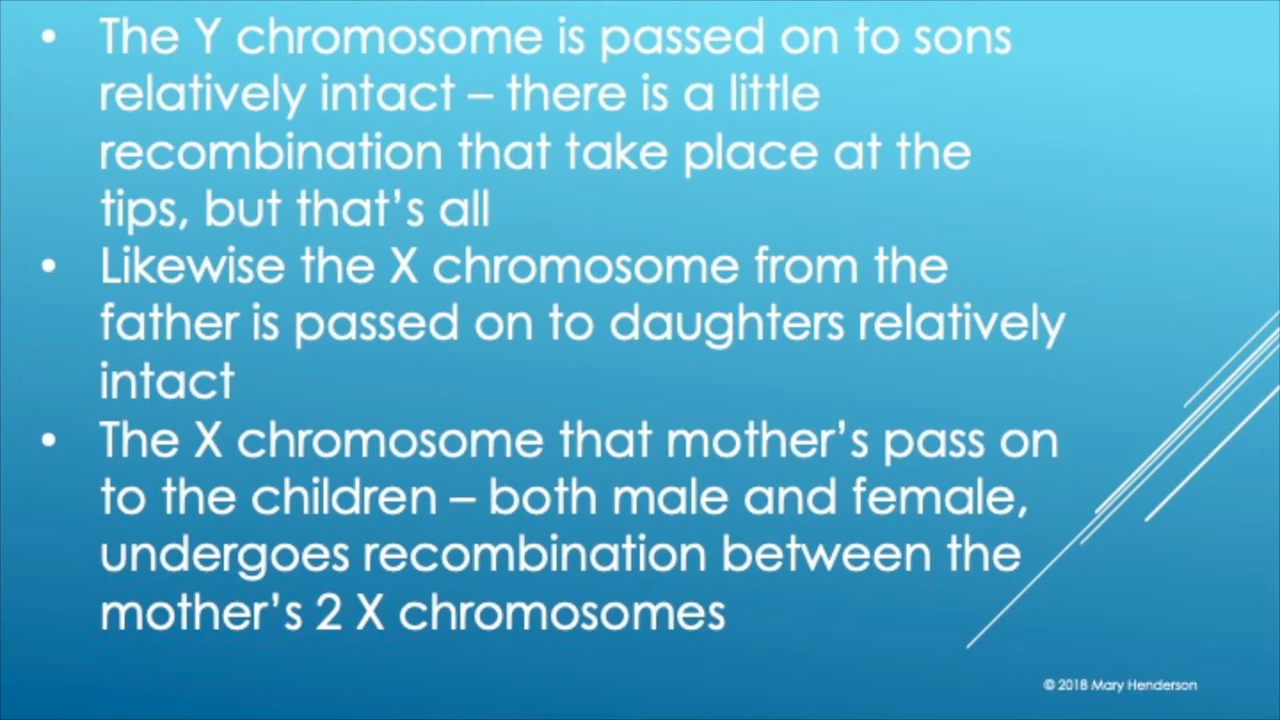 • The Y chromosome is passed on to sons
relatively intact – there is a little
recombination that take place at the
tips, but that's all
• Likewise the X chromosome from the
father is passed on to daughters relatively
intact
• The X chromosome that mother's pass on
to the children – both male and female,
undergoes recombination between the
mother's 2 X chromosomes
© 2018 Mary Henderson